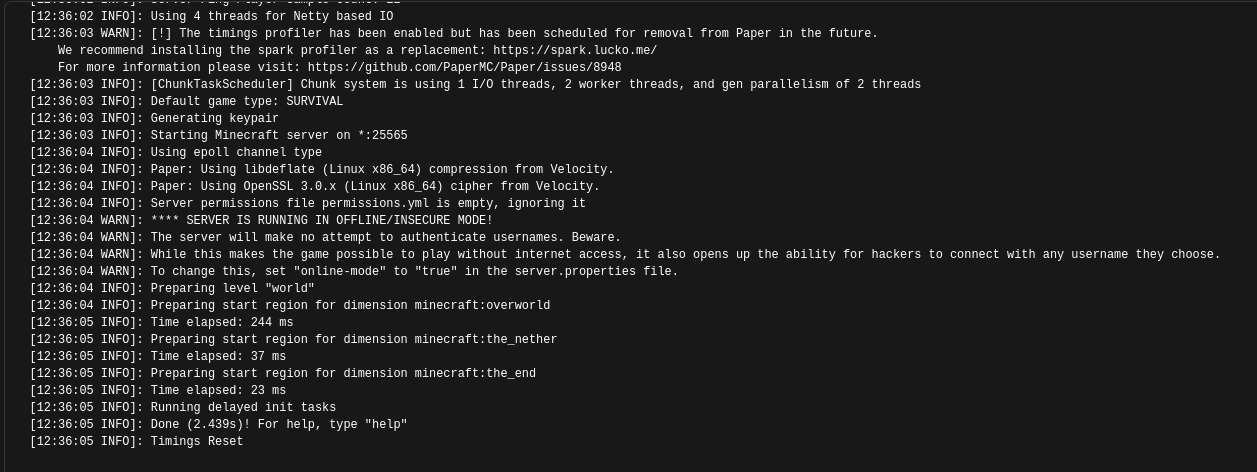 [12:36:02 INFO]: Using 4 threads for Netty based IO
[12:36:03 WARN]: [!] The timings profiler has been enabled but has been scheduled for removal from Paper in the future.
    We recommend installing the spark profiler as a replacement: https://spark.lucko.me/
    For more information please visit: https://github.com/PaperMC/Paper/issues/8948
[12:36:03 INFO]: [ChunkTaskScheduler] Chunk system is using 1 I/O threads, 2 worker threads, and gen parallelism of 2 threads
[12:36:03 INFO]: Default game type: SURVIVAL
[12:36:03 INFO]: Generating keypair
[12:36:03 INFO]: Starting Minecraft server on *:25565
[12:36:04 INFO]: Using epoll channel type
[12:36:04 INFO]: Paper: Using libdeflate (Linux x86_64) compression from Velocity.
[12:36:04 INFO]: Paper: Using OpenSSL 3.0.x (Linux x86_64) cipher from Velocity.
[12:36:04 INFO]: Server permissions file permissions.yml is empty, ignoring it
[12:36:04 WARN]: **** SERVER IS RUNNING IN OFFLINE/INSECURE MODE!
[12:36:04 WARN]: The server will make no attempt to authenticate usernames. Beware.
[12:36:04 WARN]: While this makes the game possible to play without internet access, it also opens up the ability for hackers to connect with any username they choose.
[12:36:04 WARN]: To change this, set "online-mode" to "true" in the server.properties file.
[12:36:04 INFO]: Preparing level "world"
[12:36:04 INFO]: Preparing start region for dimension minecraft:overworld
[12:36:05 INFO]: Time elapsed: 244 ms
[12:36:05 INFO]: Preparing start region for dimension minecraft:the_nether
[12:36:05 INFO]: Time elapsed: 37 ms
[12:36:05 INFO]: Preparing start region for dimension minecraft:the_end
[12:36:05 INFO]: Time elapsed: 23 ms
[12:36:05 INFO]: Running delayed init tasks
[12:36:05 INFO]: Done (2.439s)! For help, type "help"
[12:36:05 INFO]: Timings Reset